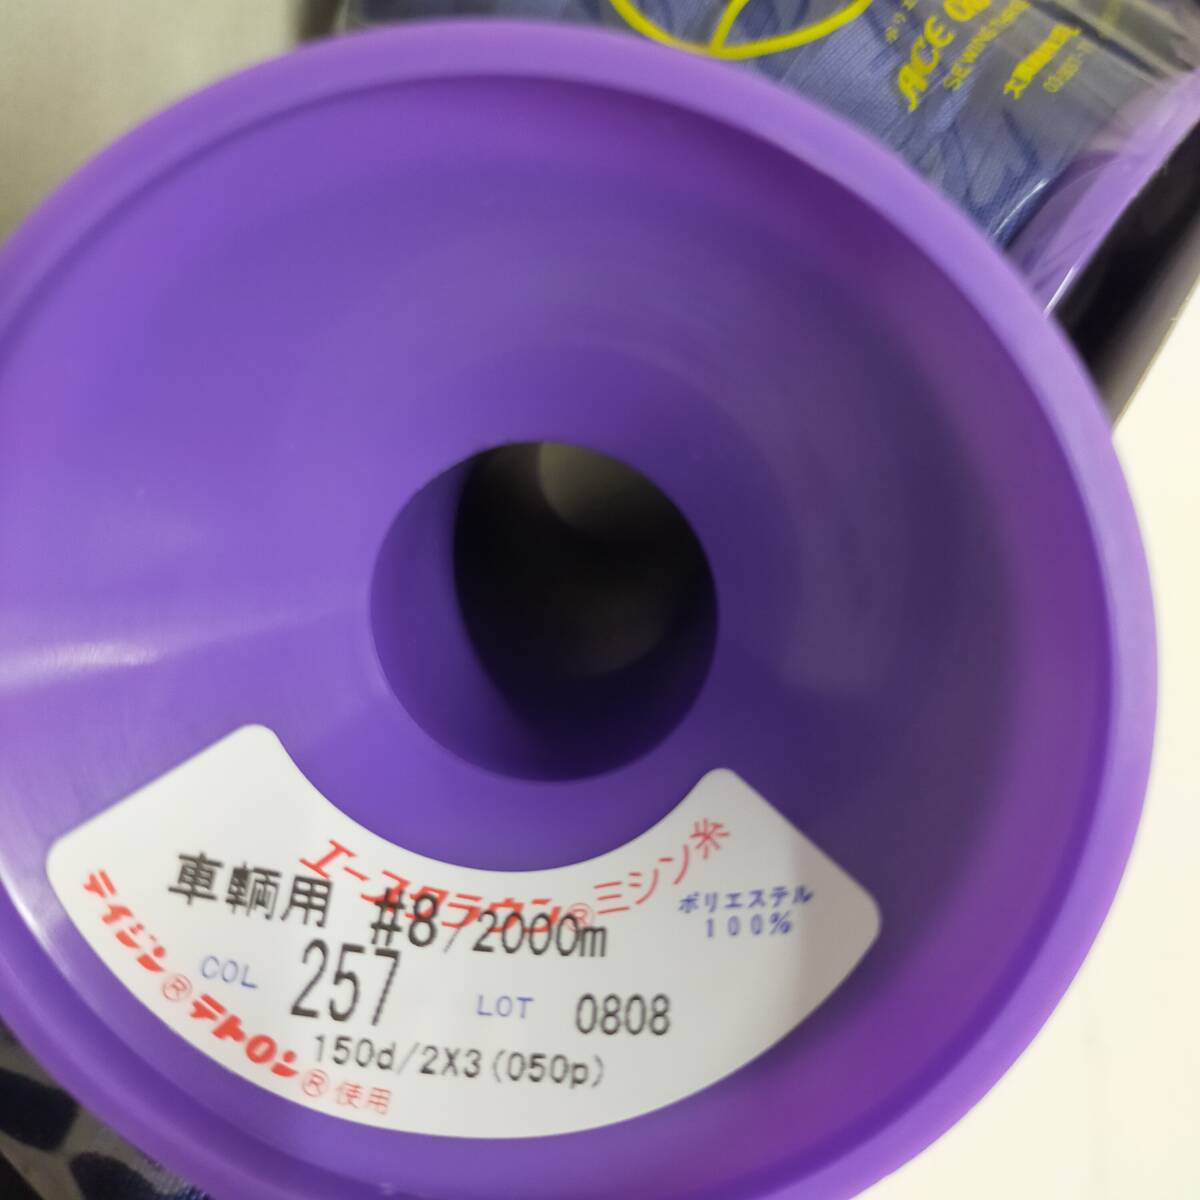 ACE
エースクラウン®ミシン糸
車輌用 #8/2000m
ポリエステル
100%
COL 257 LOT 0808
150d/2X3(050p)
テイジン®テトロン®使用